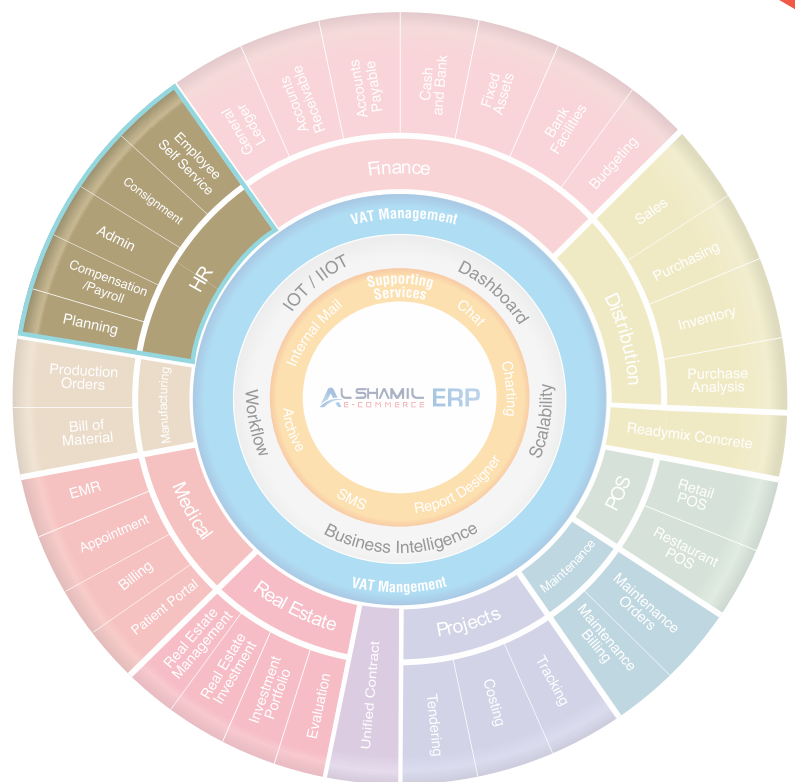 General
Ledger
Accounts
Receivable
Accounts
Payable
Cash
and Bank
Fixed
Assets
Bank
Facilities
Budgeting
Finance
Sales
Purchasing
Inventory
Purchase
Analysis
Distribution
Readymix Concrete
Retail
POS
Restaurant
POS
POS
Maintenance
Orders
Maintenance
Billing
Maintenance
Tracking
Costing
Tendering
Projects
Unified Contract
Evaluation
Investment
Portfolio
Real Estate
Investment
Real Estate
Management
Real Estate
Patient Portal
Billing
Appointment
EMR
Medical
Bill of
Material
Production
Orders
Manufacturing
Planning
Compensation
/Payroll
Admin
Consignment
Employee
Self Service
HR
VAT Management
VAT Mangement
IOT / IIOT
Dashboard
Scalability
Business Intelligence
Workflow
Supporting
Services
Chat
Charting
Report Designer
SMS
Archive
Internal Mail
AL SHAMIL ERP
E-COMMERCE